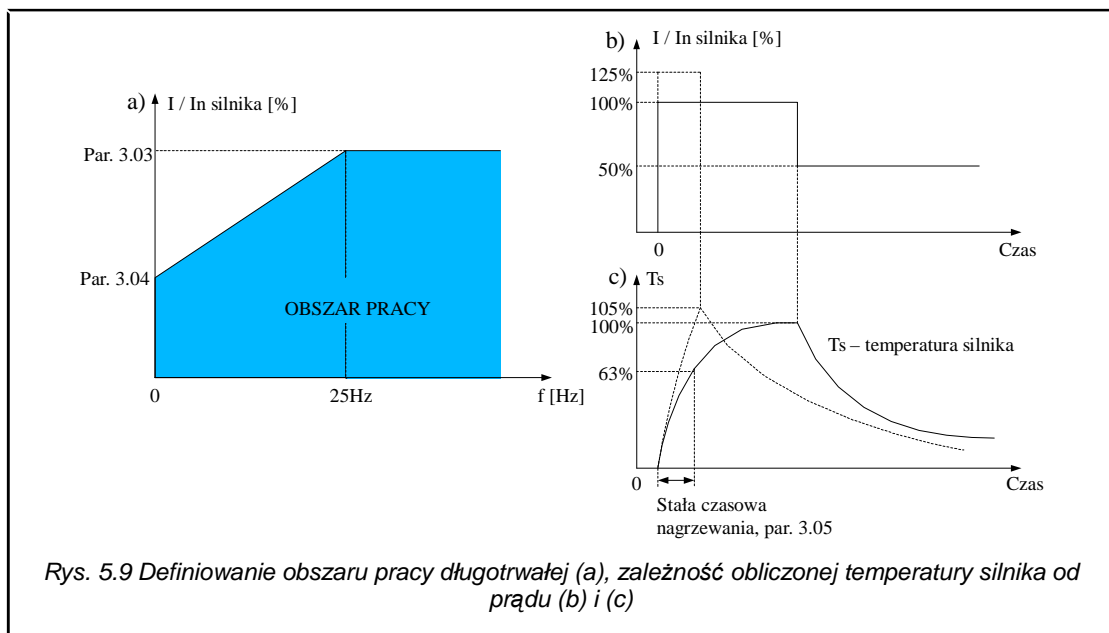 a)
I / In silnika [%]
Par. 3.03
Par. 3.04
OBSZAR PRACY
0
25Hz
f [Hz]
b)
I / In silnika [%]
125%
100%
50%
0
Czas
c)
Ts
105%
100%
63%
Ts – temperatura silnika
0
Czas
Stała czasowa
nagrzewania, par. 3.05
Rys. 5.9 Definiowanie obszaru pracy długotrwałej (a), zależność obliczonej temperatury silnika od
prądu (b) i (c)